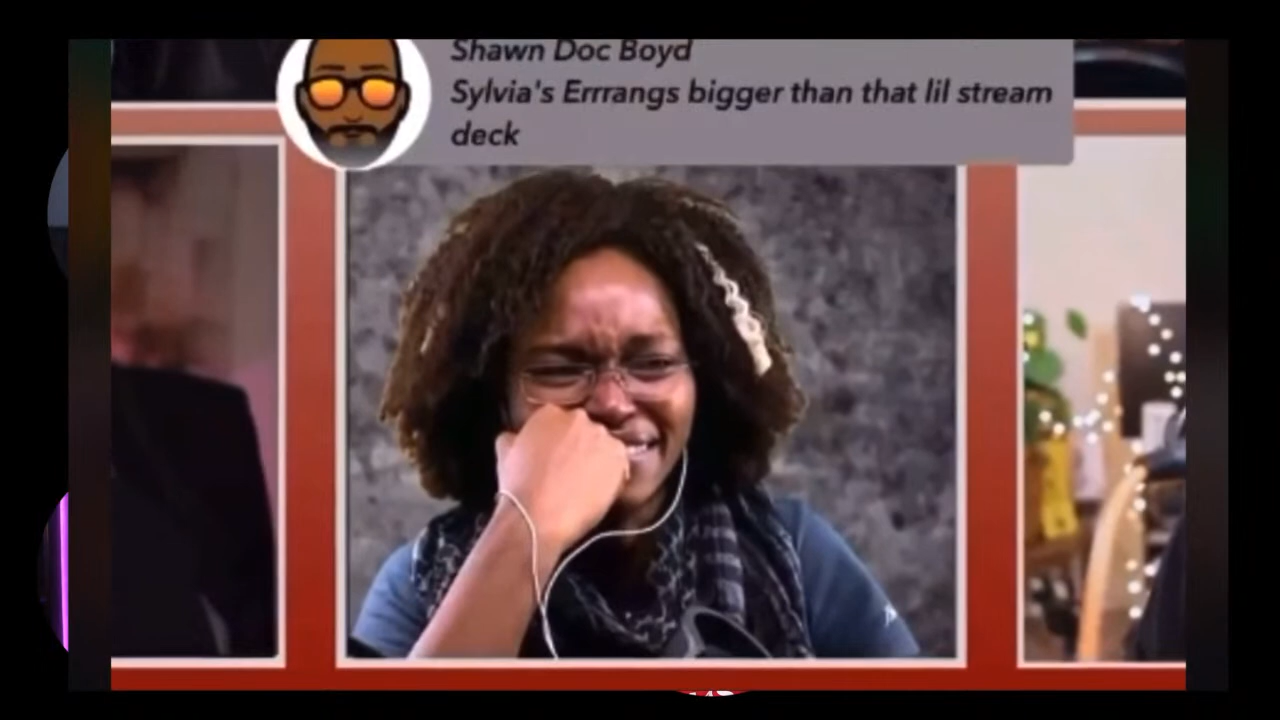 Shawn Doc Boyd
Sylvia's Errrangs bigger than that lil stream
deck